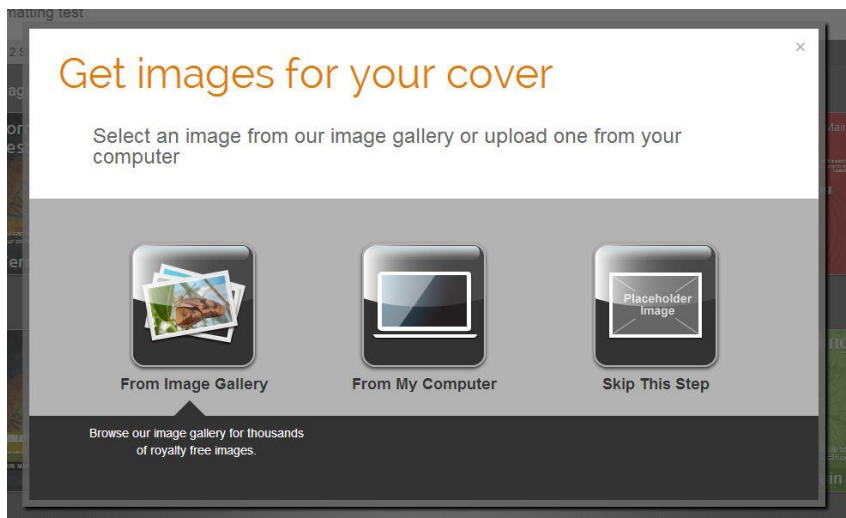 matting test
×
Get images for your cover
Select an image from our image gallery or upload one from your
computer
Placeholder
Image
From Image Gallery
From My Computer
Skip This Step
Browse our image gallery for thousands
of royalty free images.